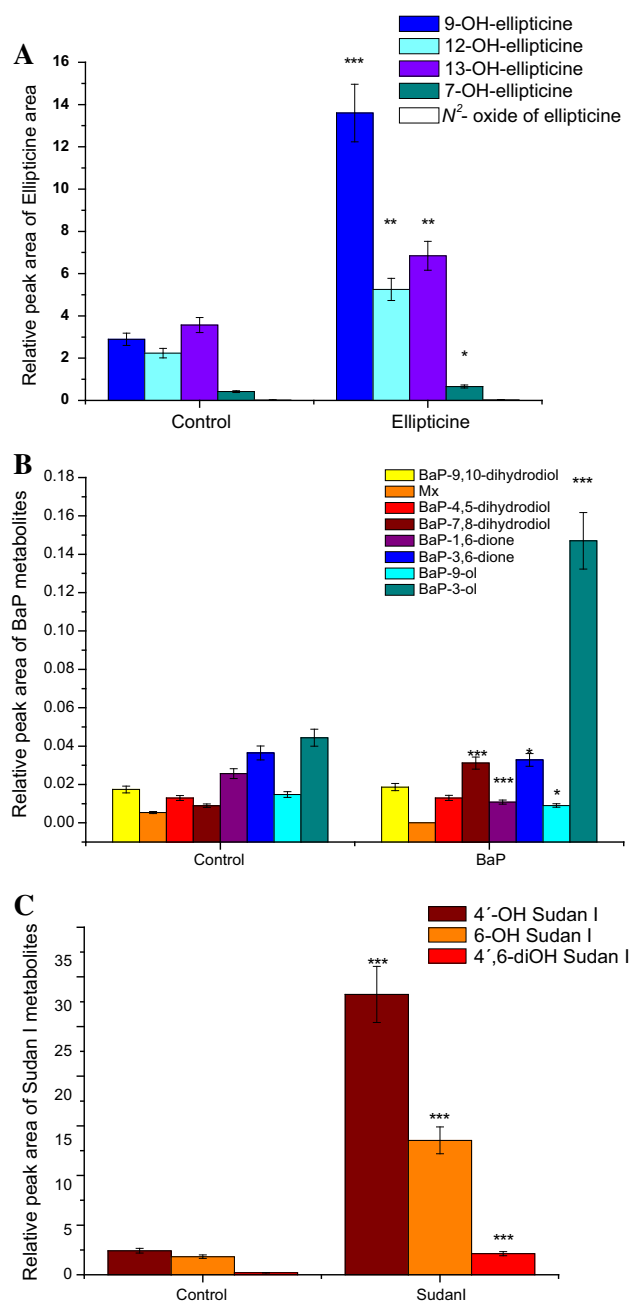 A
9-OH-ellipticine
12-OH-ellipticine
13-OH-ellipticine
7-OH-ellipticine
N²- oxide of ellipticine
Relative peak area of Ellipticine area
16
14
12
10
8
6
4
2
0
***
**
**
*
Control
Ellipticine
B
BaP-9,10-dihydrodiol
Mx
BaP-4,5-dihydrodiol
BaP-7,8-dihydrodiol
BaP-1,6-dione
BaP-3,6-dione
BaP-9-ol
BaP-3-ol
Relative peak area of BaP metabolites
0.18
0.16
0.14
0.12
0.10
0.08
0.06
0.04
0.02
0.00
***
***
*
*
***
Control
BaP
C
4´-OH Sudan I
6-OH Sudan I
4´,6-diOH Sudan I
Relative peak area of Sudan I metabolites
35
30
25
20
15
10
5
0
***
***
***
Control
SudanI